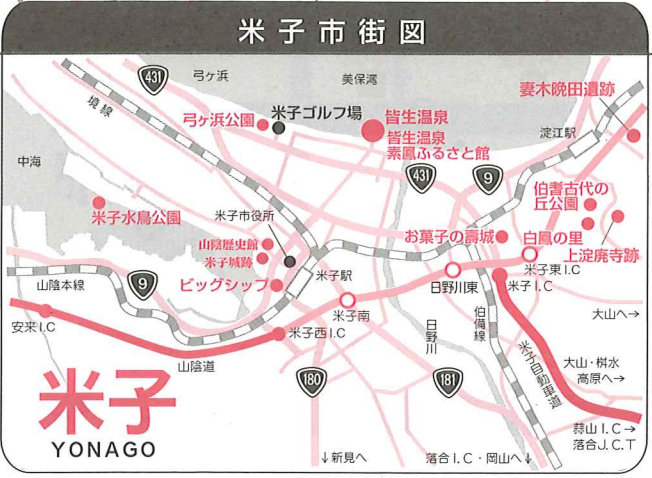 米子市街図
431
弓ヶ浜
美保湾
妻木晩田遺跡
境線
弓ヶ浜公園
米子ゴルフ場
皆生温泉
皆生温泉
素鳳ふるさと館
淀江駅
中海
431
9
伯耆古代の
丘公園
米子水鳥公園
米子市役所
山陰歴史館
米子城跡
お菓子の壽城
白鳳の里
上淀廃寺跡
山陰本線
9
ビッグシップ
米子駅
日野川東
米子東I.C
米子I.C
安来I.C
米子南
米子西I.C
日野川
伯備線
大山へ→
山陰道
米子自動車道
大山・桝水
高原へ→
180
181
米子
YONAGO
蒜山I.C→
落合J.C.T
↓新見へ
落合I.C・岡山へ↓